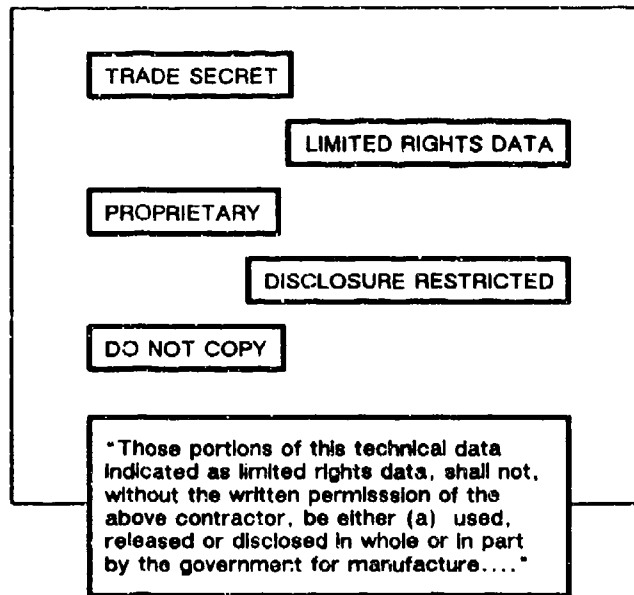 TRADE SECRET
LIMITED RIGHTS DATA
PROPRIETARY
DISCLOSURE RESTRICTED
DO NOT COPY
"Those portions of this technical data
indicated as limited rights data, shall not,
without the written permisssion of the
above contractor, be either (a) used,
released or disclosed in whole or in part
by the government for manufacture...."